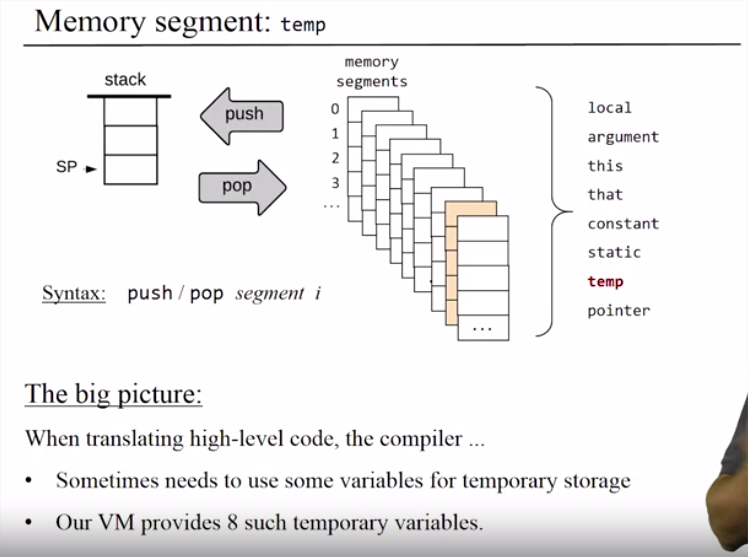 Memory segment: temp
stack
push
pop
SP
memory
segments
0
1
2
3
...
...
local
argument
this
that
constant
static
temp
pointer
Syntax: push / pop segment i
The big picture:
When translating high-level code, the compiler ...
• Sometimes needs to use some variables for temporary storage
• Our VM provides 8 such temporary variables.